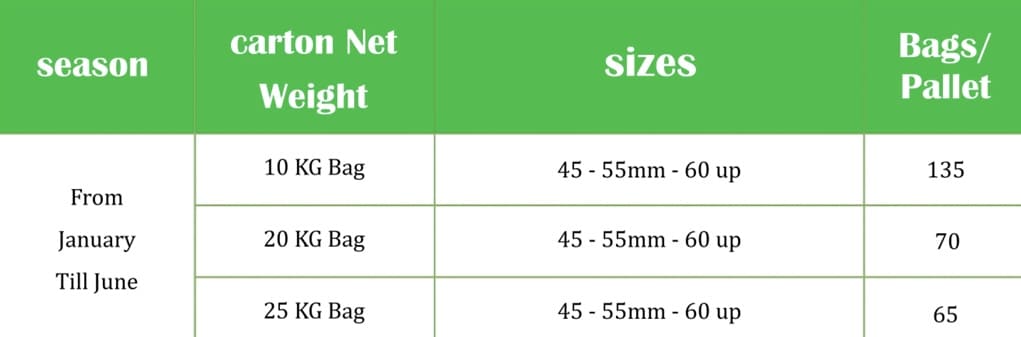 season
carton Net
Weight
sizes
Bags/
Pallet
From
January
Till June
10 KG Bag
45 - 55mm - 60 up
135
20 KG Bag
45 - 55mm - 60 up
70
25 KG Bag
45 - 55mm - 60 up
65